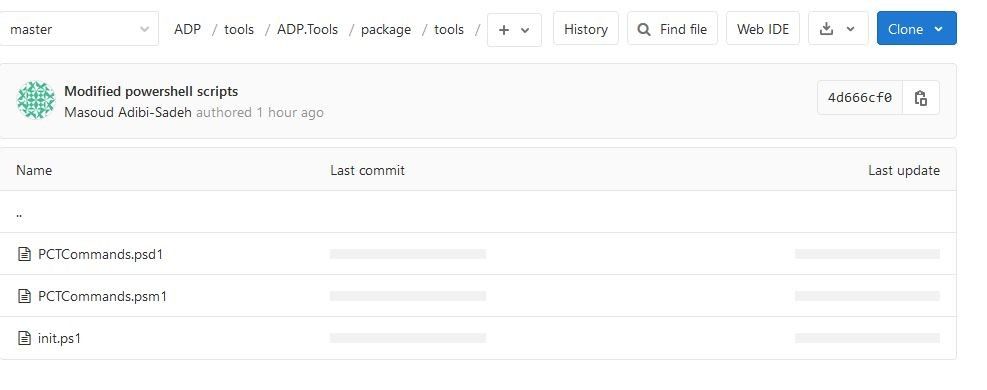 master ADP / tools / ADP.Tools / package / tools / + History Find file Web IDE Clone
Modified powershell scripts
Masoud Adibi-Sadeh authored 1 hour ago
4d666cf0
Name Last commit Last update
..
PCTCommands.psd1
PCTCommands.psm1
init.ps1